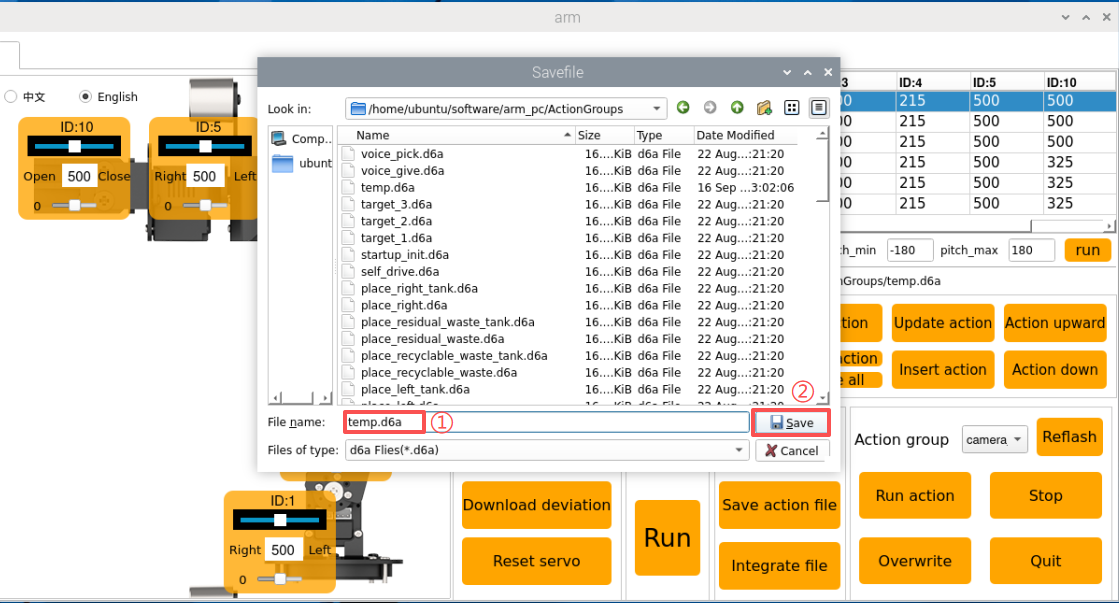 arm
Savefile
中文
English
Look in:
/home/ubuntu/software/arm_pc/ActionGroups
ID:4 ID:5 ID:10
215 500 500
215 500 500
215 500 500
215 500 325
215 500 325
215 500 325
ID:10
Open 500 Close
0
ID:5
Right 500 Left
0
Comp...
ubunt
Name Size Type Date Modified
voice_pick.d6a 16....KiB d6a File 22 Aug...:21:20
voice_give.d6a 16....KiB d6a File 22 Aug...:21:20
temp.d6a 16....KiB d6a File 16 Sep ...3:02:06
target_3.d6a 16....KiB d6a File 22 Aug...:21:20
target_2.d6a 16....KiB d6a File 22 Aug...:21:20
target_1.d6a 16....KiB d6a File 22 Aug...:21:20
startup_init.d6a 16....KiB d6a File 22 Aug...:21:20
self_drive.d6a 16....KiB d6a File 22 Aug...:21:20
place_right_tank.d6a 16....KiB d6a File 22 Aug...:21:20
place_right.d6a 16....KiB d6a File 22 Aug...:21:20
place_residual_waste_tank.d6a 16....KiB d6a File 22 Aug...:21:20
place_residual_waste.d6a 16....KiB d6a File 22 Aug...:21:20
place_recyclable_waste_tank.d6a 16....KiB d6a File 22 Aug...:21:20
place_recyclable_waste.d6a 16....KiB d6a File 22 Aug...:21:20
place_left_tank.d6a 16....KiB d6a File 22 Aug...:21:20
File name: temp.d6a ①
② Save
Files of type: d6a Flies(*.d6a)
Cancel
h_min -180 pitch_max 180 run
nGroups/temp.d6a
tion Update action Action upward
action
e all
Insert action Action down
Action group camera Reflash
Run action Stop
Overwrite Quit
ID:1
Right 500 Left
0
Download deviation
Reset servo
Run
Save action file
Integrate file